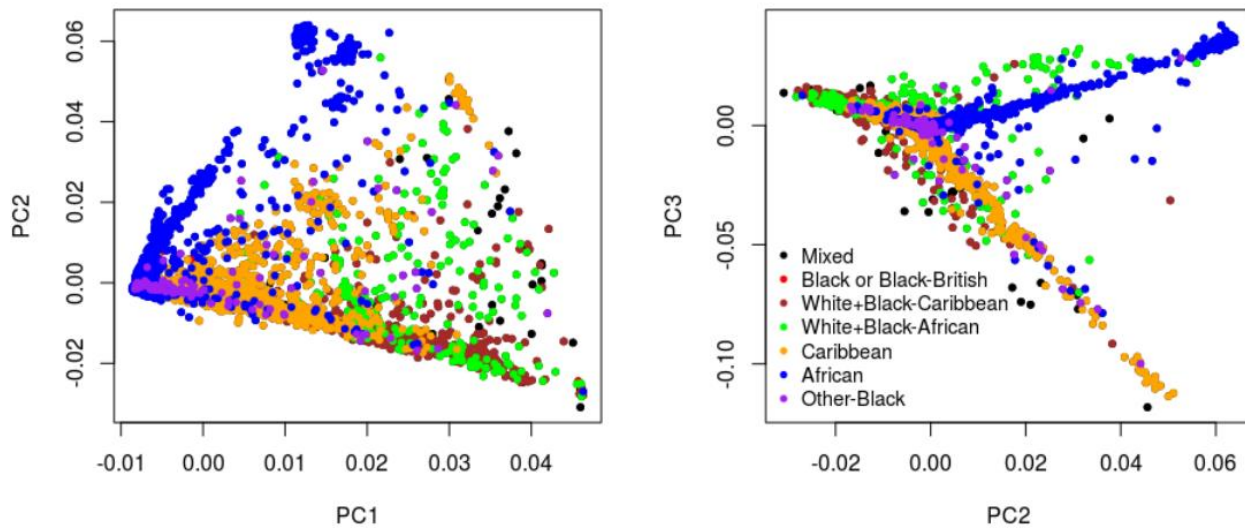 0.06
0.04
0.02
0.00
-0.02
PC2
-0.01 0.00 0.01 0.02 0.03 0.04
PC1
0.00
-0.05
-0.10
PC3
Mixed
Black or Black-British
White+Black-Caribbean
White+Black-African
Caribbean
African
Other-Black
-0.02 0.00 0.02 0.04 0.06
PC2